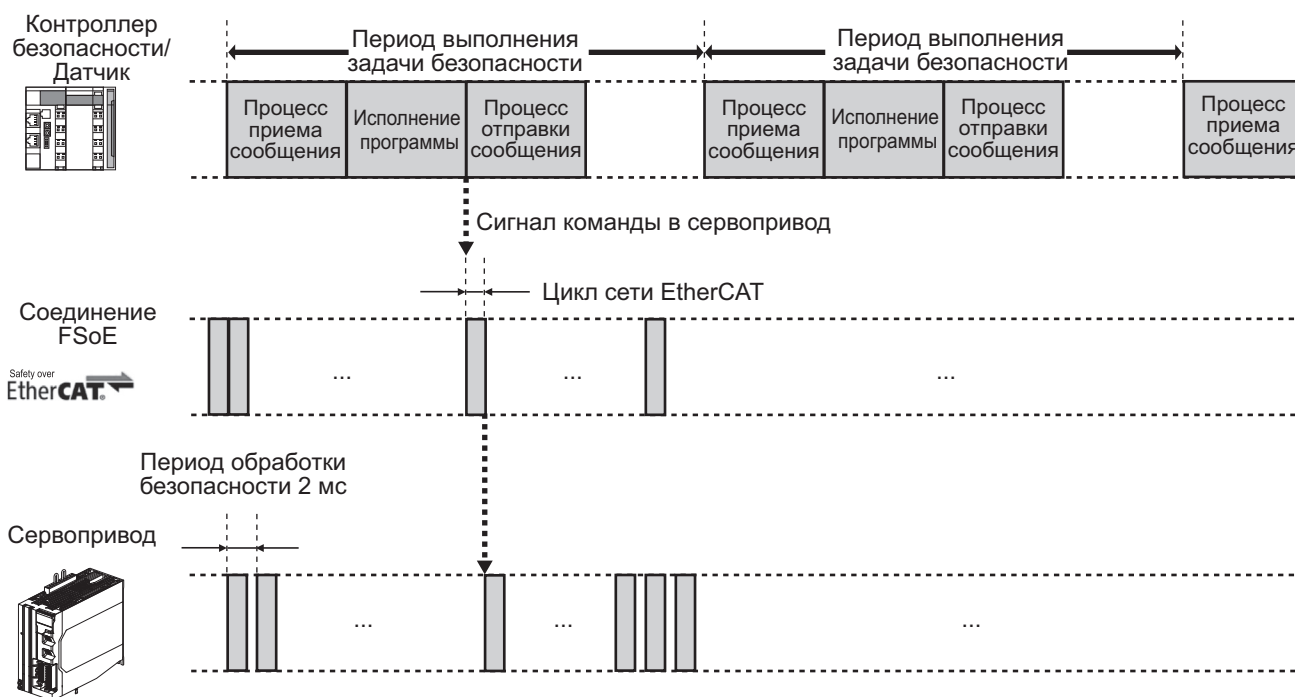 Контроллер
безопасности/
Датчик
Период выполнения
задачи безопасности
Период выполнения
задачи безопасности
Процесс
приема
сообщения
Исполнение
программы
Процесс
отправки
сообщения
Процесс
приема
сообщения
Исполнение
программы
Процесс
отправки
сообщения
Процесс
приема
сообщения
Сигнал команды в сервопривод
Цикл сети EtherCAT
Соединение
FSoE
Safety over
EtherCAT®
...
...
...
Период обработки
безопасности 2 мс
Сервопривод
...
...
...